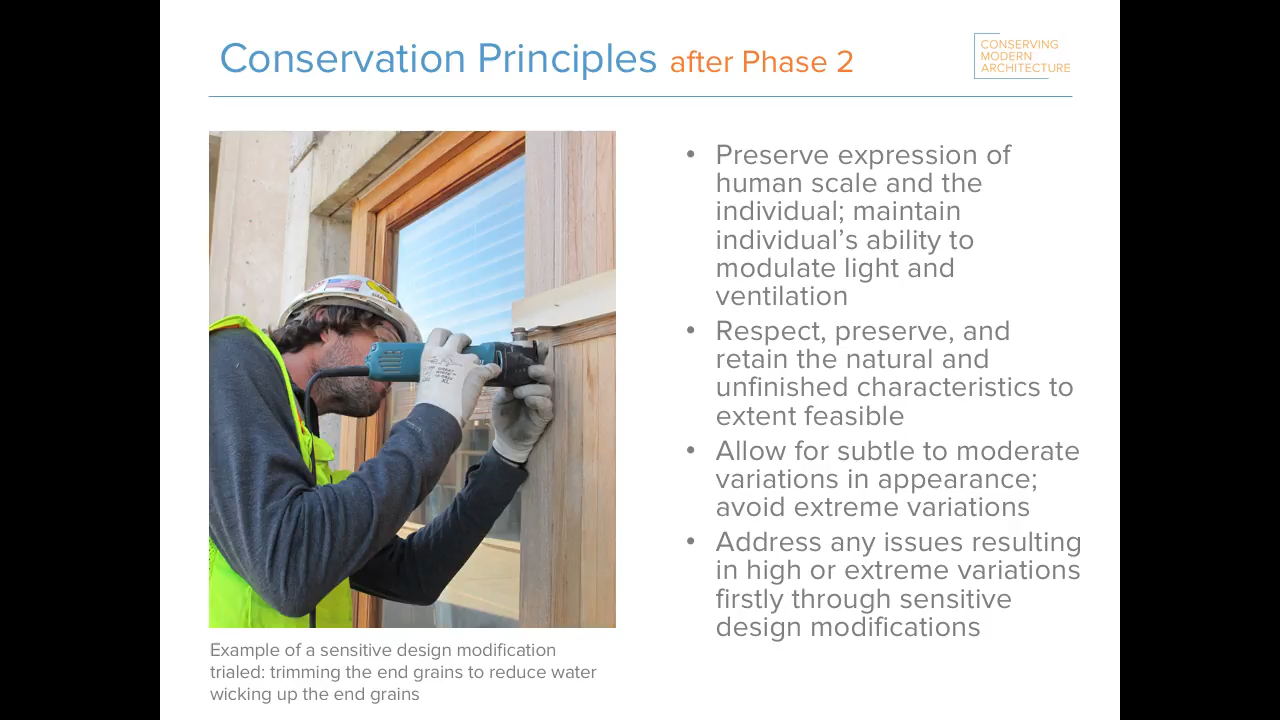 Conservation Principles after Phase 2
CONSERVING
MODERN
ARCHITECTURE
• Preserve expression of
human scale and the
individual; maintain
individual’s ability to
modulate light and
ventilation
• Respect, preserve, and
retain the natural and
unfinished characteristics to
extent feasible
• Allow for subtle to moderate
variations in appearance;
avoid extreme variations
• Address any issues resulting
in high or extreme variations
firstly through sensitive
design modifications
Example of a sensitive design modification
trialed: trimming the end grains to reduce water
wicking up the end grains